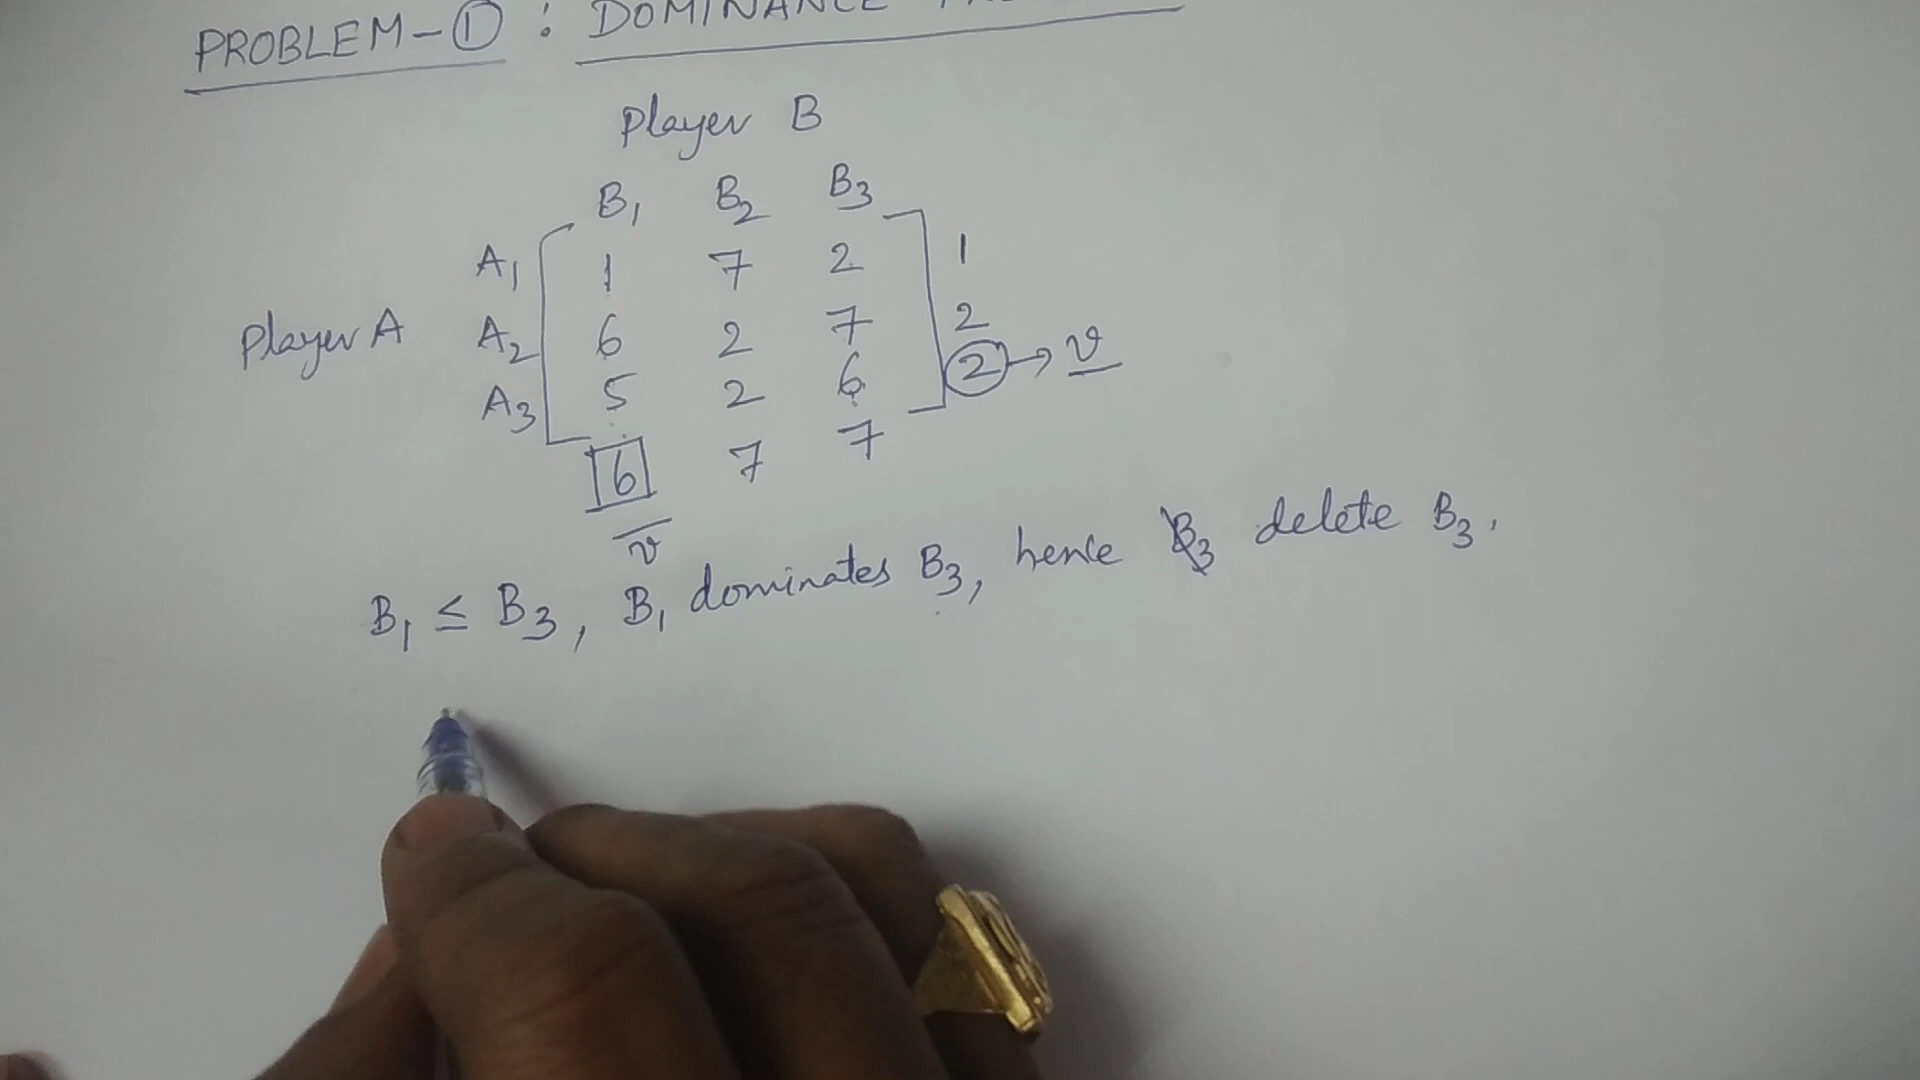 PROBLEM-① : DOMINANCE
Player B
B₁ B₂ B₃
A₁ 1 7 2 1
Player A A₂ 6 2 7 2
A₃ 5 2 6 2 → v
6 7 7
v
B₁ ≤ B₃, B₁ dominates B₃, hence B₃ delete B₃.